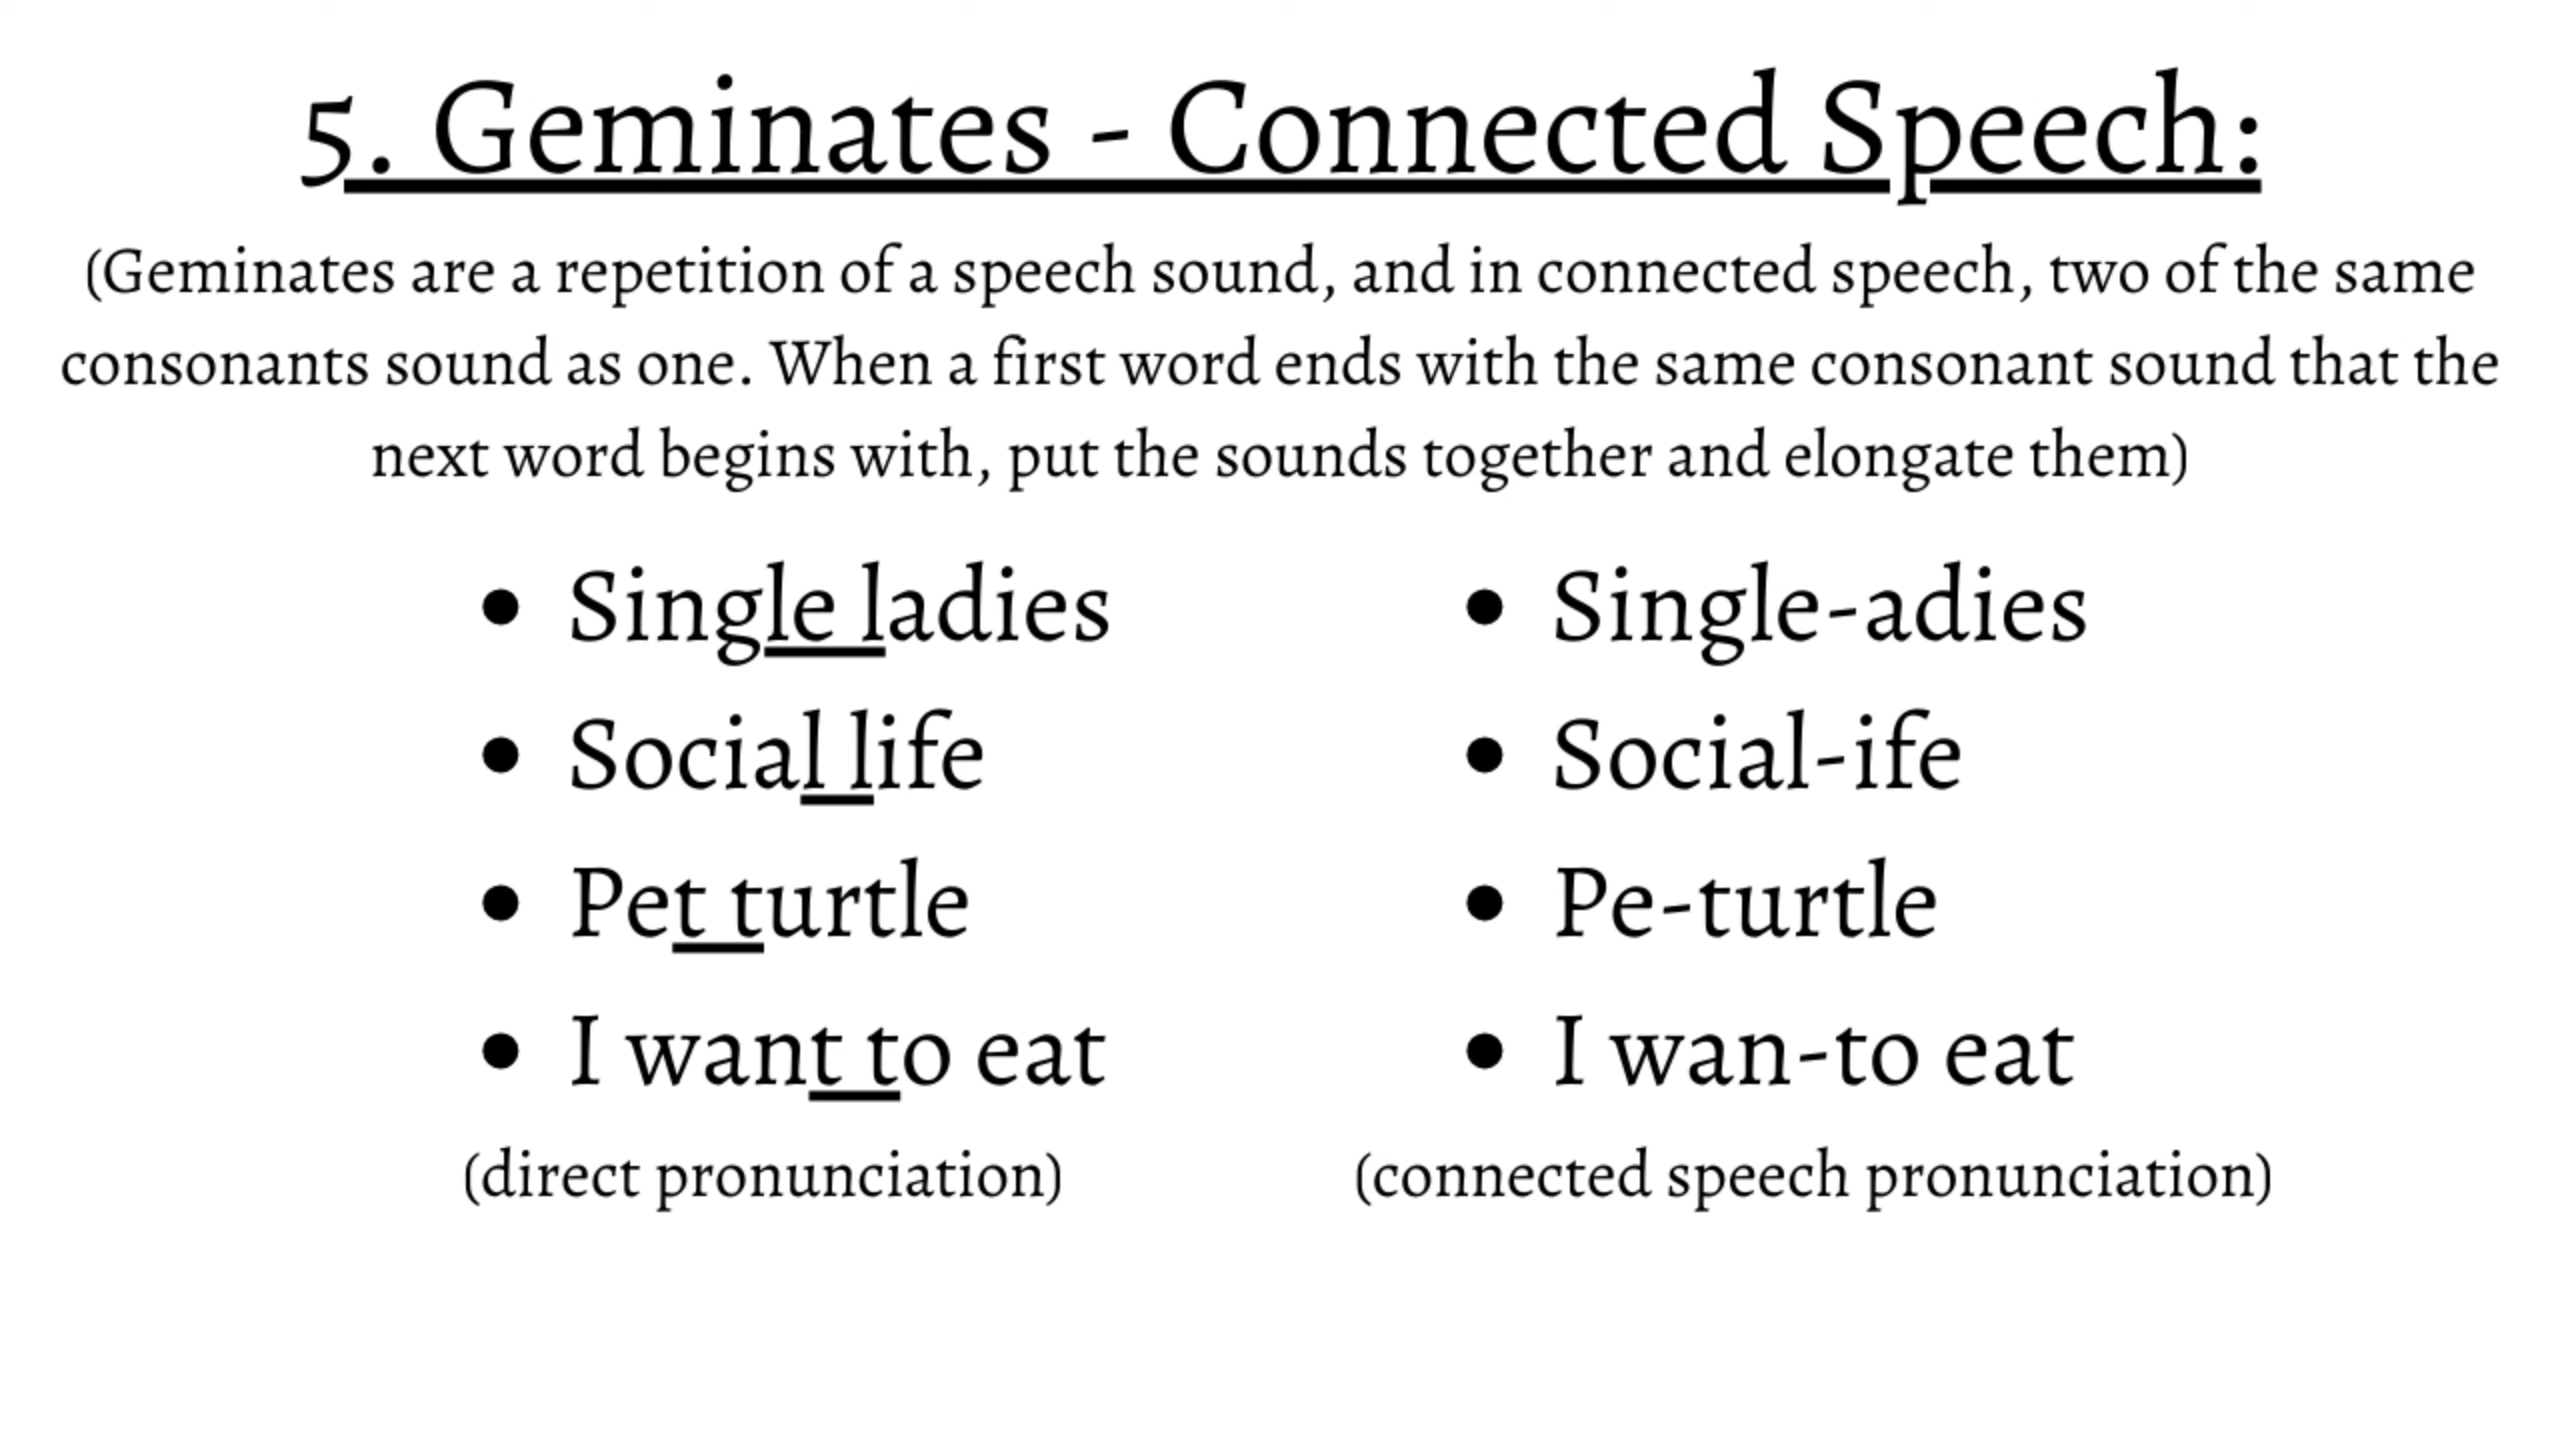 5. Geminates - Connected Speech:
(Geminates are a repetition of a speech sound, and in connected speech, two of the same
consonants sound as one. When a first word ends with the same consonant sound that the
next word begins with, put the sounds together and elongate them)
• Single ladies
• Social life
• Pet turtle
• I want to eat
(direct pronunciation)
• Single-adies
• Social-ife
• Pe-turtle
• I wan-to eat
(connected speech pronunciation)